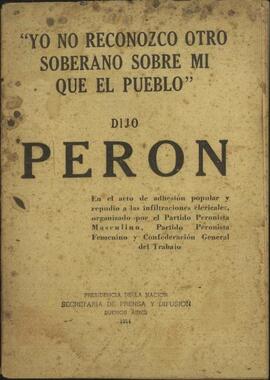 "YO NO RECONOZCO OTRO
SOBERANO SOBRE MI
QUE EL PUEBLO"
DIJO
PERON
En el acto de adhesión popular y
repudio a las infiltraciones clericales,
organizado por el Partido Peronista
Masculino, Partido Peronista
Femenino y Confederación General
del Trabajo
PRESIDENCIA DE LA NACION
SECRETARIA DE PRENSA Y DIFUSION
BUENOS AIRES
1954